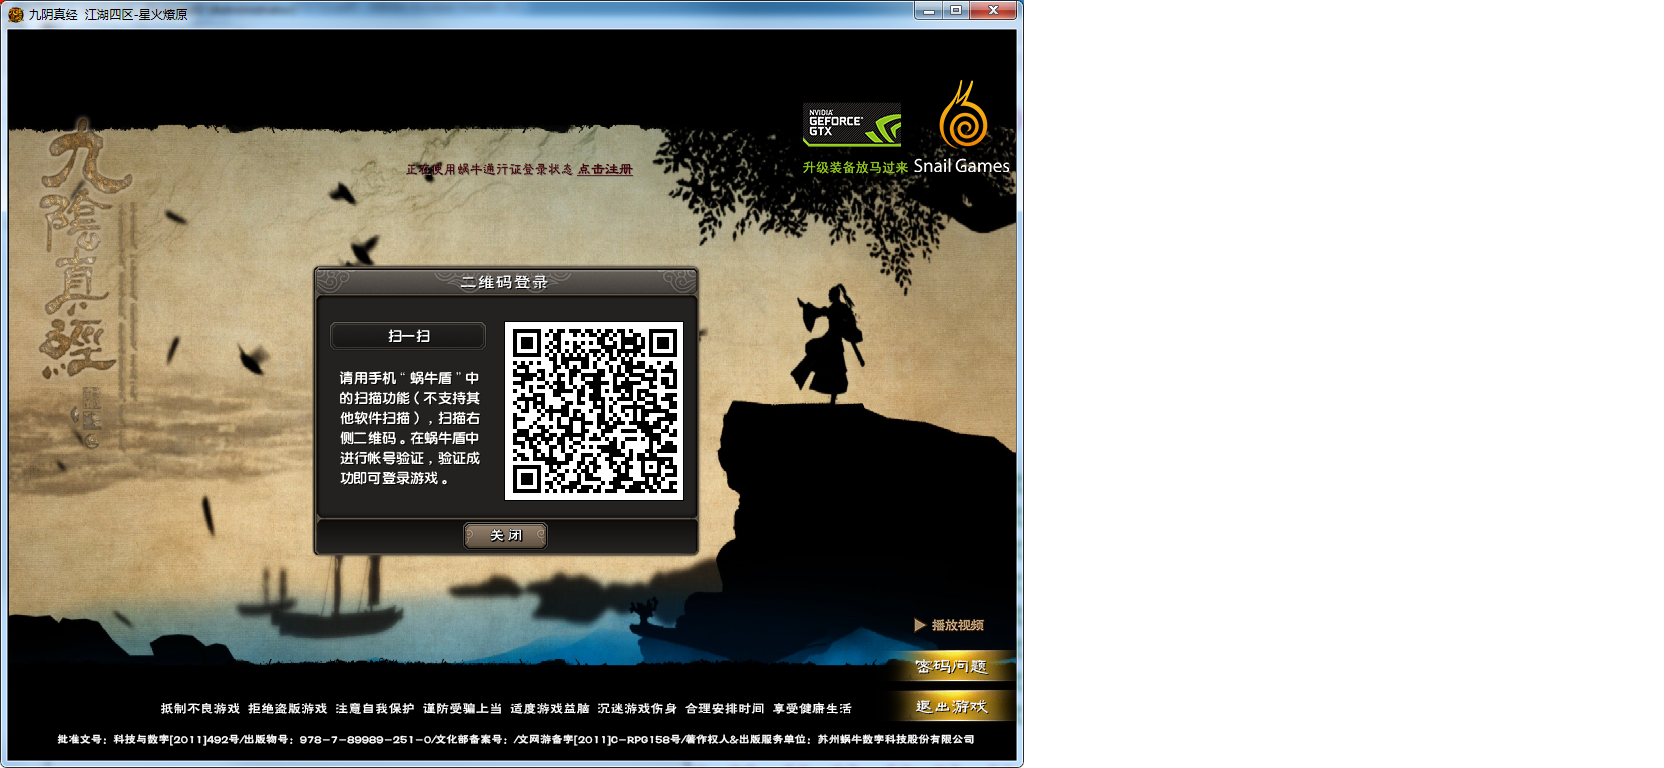 九阴真经 江湖四区-星火燎原
NVIDIA
GEFORCE
GTX
升级装备放马过来
Snail Games
正在使用蜗牛通行证登录状态 点击注册
九陰真經
二维码登录
扫一扫
请用手机“蜗牛盾”中
的扫描功能(不支持其
他软件扫描),扫描右
侧二维码。在蜗牛盾中
进行帐号验证,验证成
功即可登录游戏。
关闭
播放视频
密码问题
退出游戏
抵制不良游戏 拒绝盗版游戏 注意自我保护 谨防受骗上当 适度游戏益脑 沉迷游戏伤身 合理安排时间 享受健康生活
批准文号:科技与数字[2011]492号/出版物号:978-7-89989-251-0/文化部备案号:/文网游备字[2011]C-RPG158号/著作权人&出版服务单位:苏州蜗牛数字科技股份有限公司